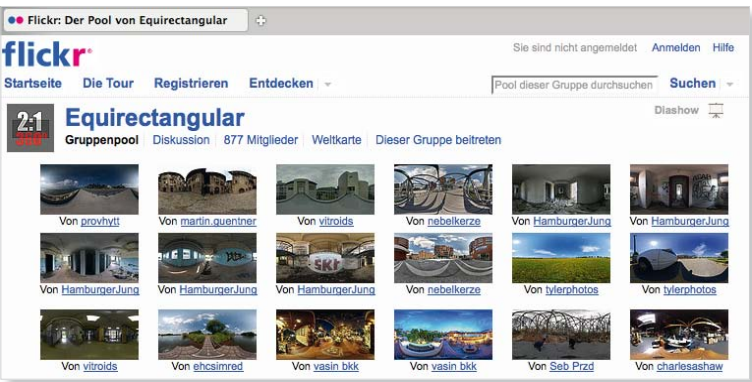 Flickr: Der Pool von Equirectangular
flickr
Sie sind nicht angemeldet Anmelden Hilfe
Startseite Die Tour Registrieren Entdecken
Pool dieser Gruppe durchsuchen Suchen
2:1
Equirectangular
Diashow
Gruppenpool Diskussion 877 Mitglieder Weltkarte Dieser Gruppe beitreten
Von provhytt Von martin.guentner Von vitroids Von nebelkerze Von HamburgerJung Von HamburgerJung
Von HamburgerJung Von HamburgerJung Von HamburgerJung Von nebelkerze Von tylerphotos Von tylerphotos
Von vitroids Von ehcsimred Von vasin bkk Von vasin bkk Von Seb Przd Von charlesashaw